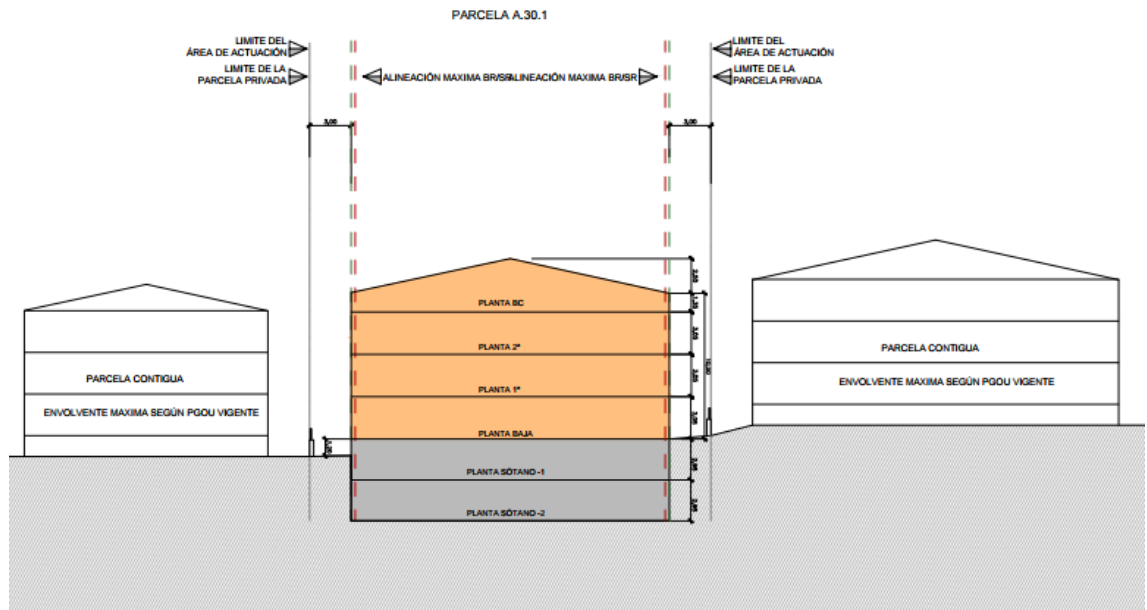 PARCELA A.30.1
LIMITE DEL
ÁREA DE ACTUACIÓN
LIMITE DE LA
PARCELA PRIVADA
ALINEACIÓN MAXIMA BR/SR
ALINEACIÓN MAXIMA BR/SR
LIMITE DEL
ÁREA DE ACTUACIÓN
LIMITE DE LA
PARCELA PRIVADA
3,00
3,00
PLANTA BC
PLANTA 2ª
PLANTA 1ª
PLANTA BAJA
PLANTA SÓTANO -1
PLANTA SÓTANO -2
PARCELA CONTIGUA
ENVOLVENTE MAXIMA SEGÚN PGOU VIGENTE
PARCELA CONTIGUA
ENVOLVENTE MAXIMA SEGÚN PGOU VIGENTE